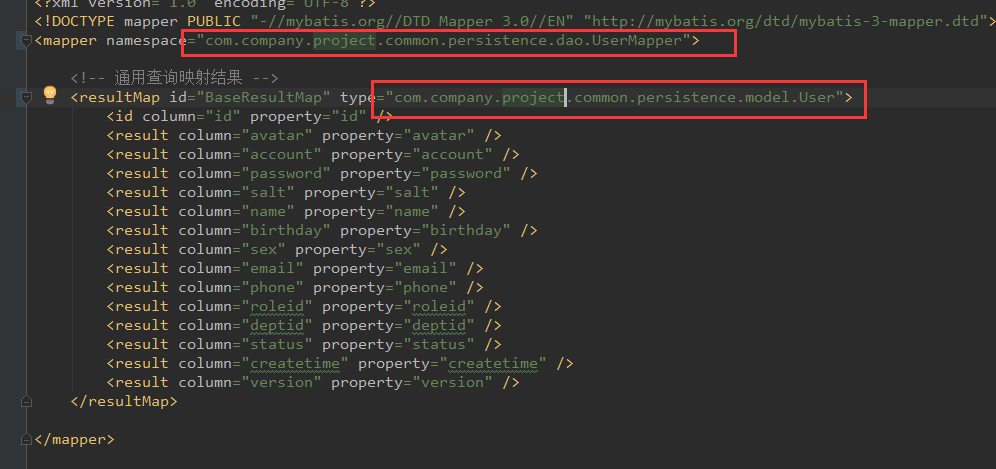 <?xml version="1.0" encoding="UTF-8"?>
<!DOCTYPE mapper PUBLIC "-//mybatis.org//DTD Mapper 3.0//EN" "http://mybatis.org/dtd/mybatis-3-mapper.dtd">
<mapper namespace="com.company.project.common.persistence.dao.UserMapper">
<!-- 通用查询映射结果 -->
<resultMap id="BaseResultMap" type="com.company.project.common.persistence.model.User">
<id column="id" property="id" />
<result column="avatar" property="avatar" />
<result column="account" property="account" />
<result column="password" property="password" />
<result column="salt" property="salt" />
<result column="name" property="name" />
<result column="birthday" property="birthday" />
<result column="sex" property="sex" />
<result column="email" property="email" />
<result column="phone" property="phone" />
<result column="roleid" property="roleid" />
<result column="deptid" property="deptid" />
<result column="status" property="status" />
<result column="createtime" property="createtime" />
<result column="version" property="version" />
</resultMap>
</mapper>